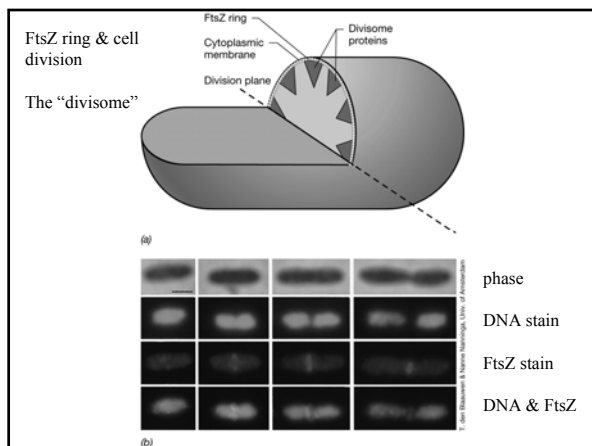 FtsZ ring & cell
division
The “divisome”
FtsZ ring
Cytoplasmic
membrane
Division plane
Divisome
proteins
(a)
phase
DNA stain
FtsZ stain
DNA & FtsZ
T. den Blaauwen & Nanne Nanninga, Univ. of Amsterdam
(b)